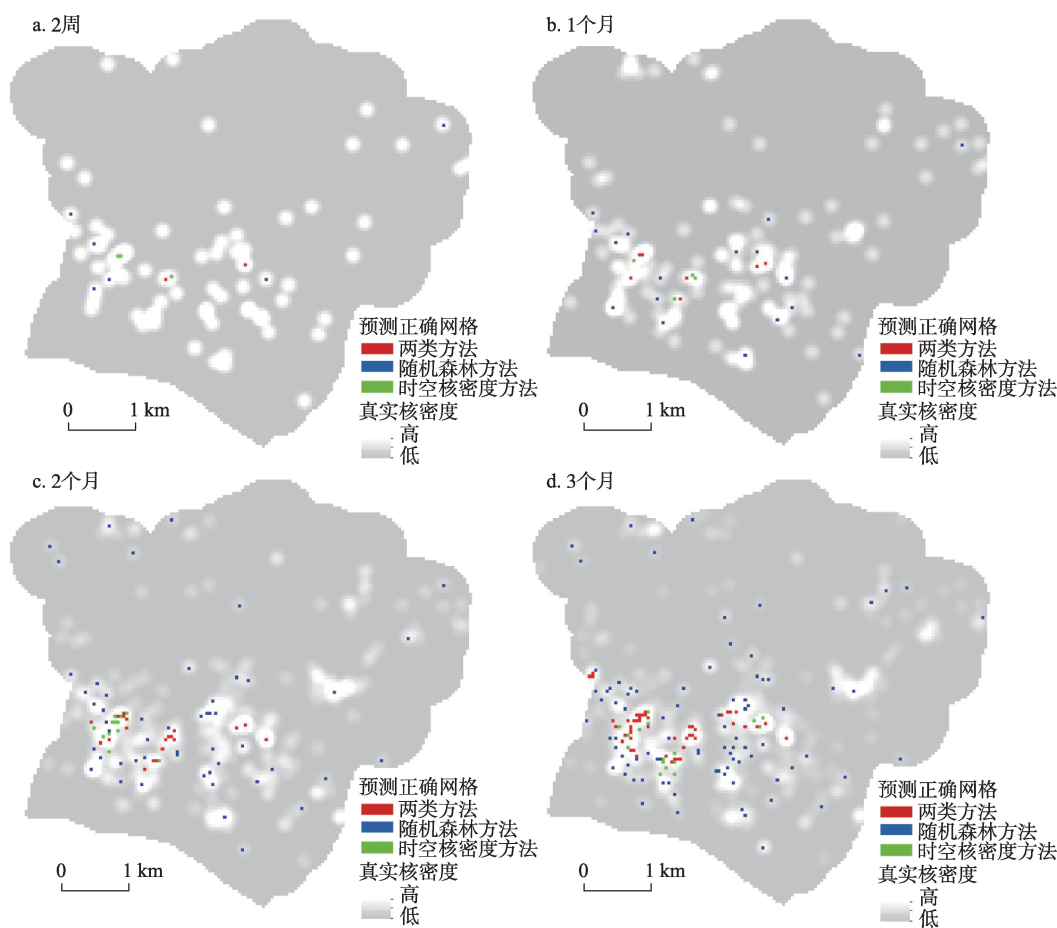 a. 2周
预测正确网格
两类方法
随机森林方法
时空核密度方法
真实核密度
高
低
0 1 km
b. 1个月
预测正确网格
两类方法
随机森林方法
时空核密度方法
真实核密度
高
低
0 1 km
c. 2个月
预测正确网格
两类方法
随机森林方法
时空核密度方法
真实核密度
高
低
0 1 km
d. 3个月
预测正确网格
两类方法
随机森林方法
时空核密度方法
真实核密度
高
低
0 1 km